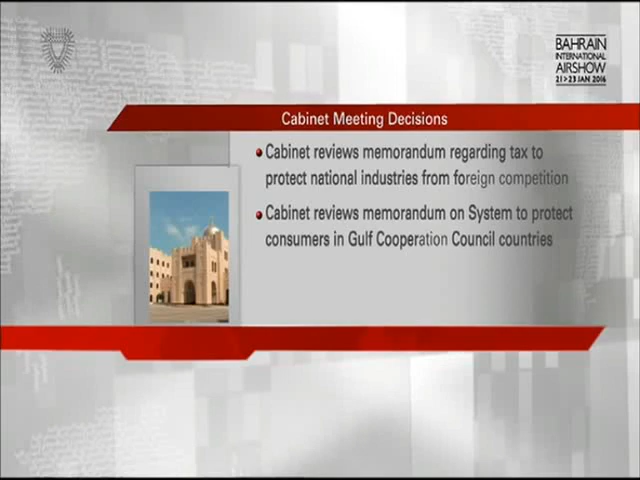 BAHRAIN
INTERNATIONAL
AIRSHOW
21>23 JAN 2016
Cabinet Meeting Decisions
Cabinet reviews memorandum regarding tax to
protect national industries from foreign competition
Cabinet reviews memorandum on System to protect
consumers in Gulf Cooperation Council countries